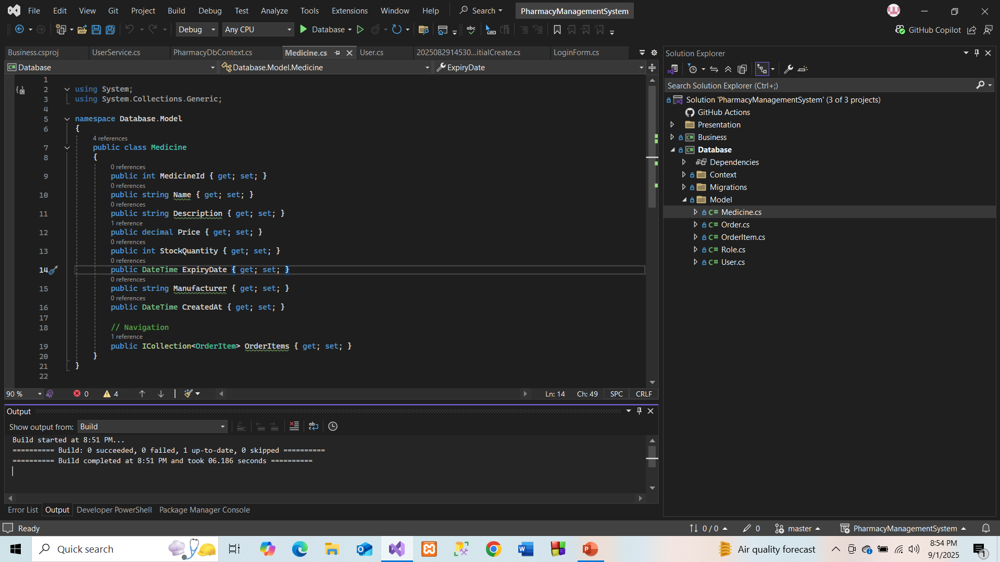 File Edit View Git Project Build Debug Test Analyze Tools Extensions Window Help Search PharmacyManagementSystem
Debug Any CPU Database GitHub Copilot
Business.csproj UserService.cs PharmacyDbContext.cs Medicine.cs User.cs 2025082914530...itialCreate.cs LoginForm.cs
Database Database.Model.Medicine ExpiryDate
1
2 using System;
3 using System.Collections.Generic;
4
5 namespace Database.Model
6 {
4 references
7 public class Medicine
8 {
0 references
9 public int MedicineId { get; set; }
0 references
10 public string Name { get; set; }
0 references
11 public string Description { get; set; }
1 reference
12 public decimal Price { get; set; }
0 references
13 public int StockQuantity { get; set; }
0 references
14 public DateTime ExpiryDate { get; set; }
0 references
15 public string Manufacturer { get; set; }
0 references
16 public DateTime CreatedAt { get; set; }
17
18 // Navigation
1 reference
19 public ICollection<OrderItem> OrderItems { get; set; }
20 }
21 }
22
90 % 0 4 Ln: 14 Ch: 49 SPC CRLF
Output
Show output from: Build
Build started at 8:51 PM...
========== Build: 0 succeeded, 0 failed, 1 up-to-date, 0 skipped ==========
========== Build completed at 8:51 PM and took 06.186 seconds ==========
Error List Output Developer PowerShell Package Manager Console
Solution Explorer
Search Solution Explorer (Ctrl+;)
Solution 'PharmacyManagementSystem' (3 of 3 projects)
GitHub Actions
Presentation
C# Business
C# Database
Dependencies
Context
Migrations
Model
C# Medicine.cs
C# Order.cs
C# OrderItem.cs
C# Role.cs
C# User.cs
Ready 0 / 0 0 master PharmacyManagementSystem
Quick search Air quality forecast 8:54 PM
9/1/2025 1